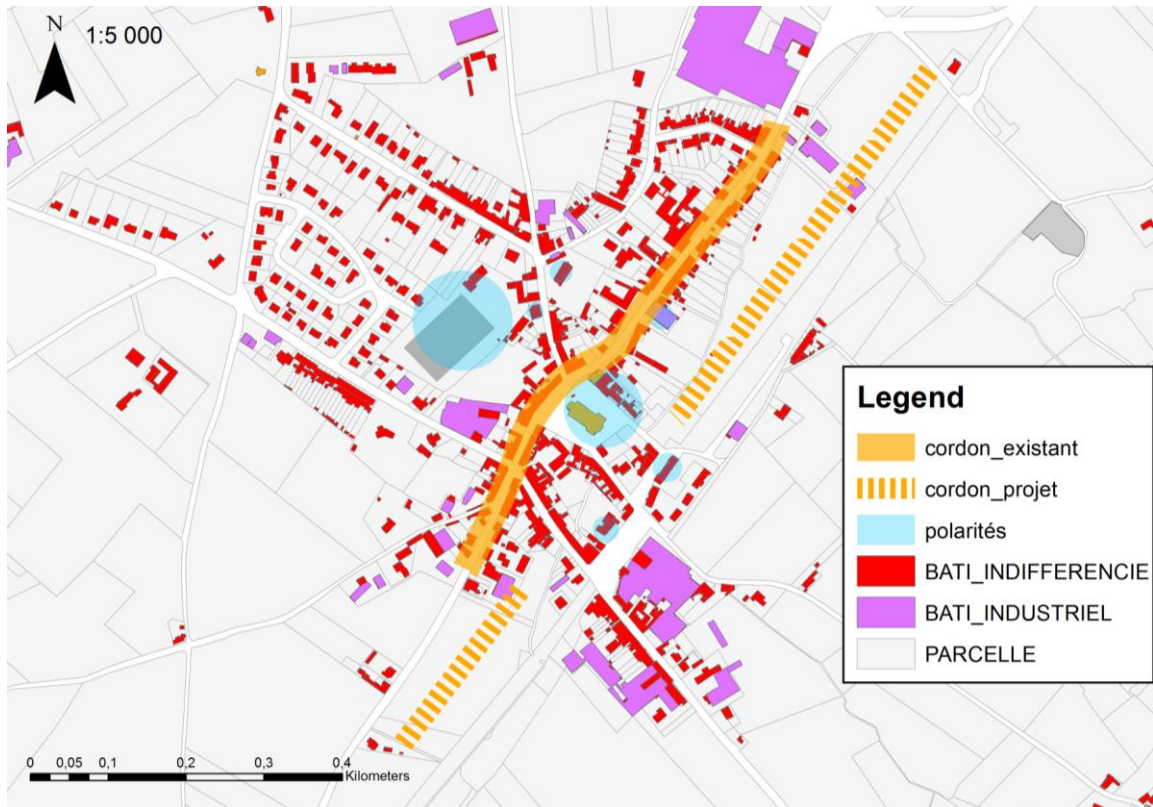 N
1:5 000
Legend
cordon_existant
cordon_projet
polarités
BATI_INDIFFERENCIE
BATI_INDUSTRIEL
PARCELLE
0 0,05 0,1 0,2 0,3 0,4
Kilometers